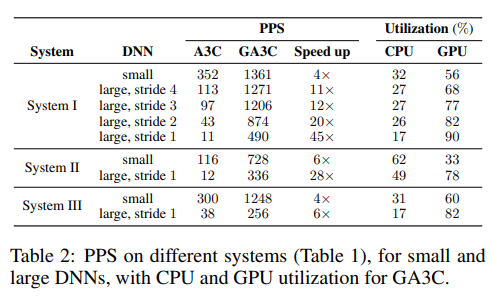 PPS Utilization (%)
System DNN A3C GA3C Speed up CPU GPU
small 352 1361 4× 32 56
large, stride 4 113 1271 11× 27 68
System I large, stride 3 97 1206 12× 27 77
large, stride 2 43 874 20× 26 82
large, stride 1 11 490 45× 17 90
System II small 116 728 6× 62 33
large, stride 1 12 336 28× 49 78
System III small 300 1248 4× 31 60
large, stride 1 38 256 6× 17 82
Table 2: PPS on different systems (Table 1), for small and
large DNNs, with CPU and GPU utilization for GA3C.